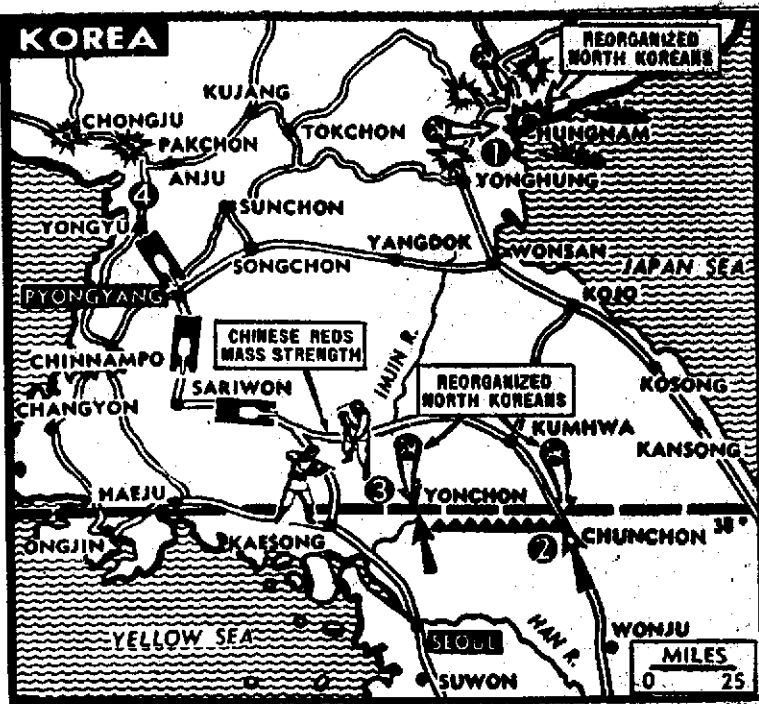 KOREA
REORGANIZED
NORTH KOREANS
KUJANG
CHONGJU
TOKCHON
PAKCHON
HUNGNAM
1
ANJU
YONGHUNG
4
SUNCHON
YONGYU
YANGDOK
WONSAN
SONGCHON
JAPAN SEA
PYONGYANG
KOJO
CHINESE REDS
MASS STRENGTH
IMJIN R.
CHINNAMPO
REORGANIZED
NORTH KOREANS
KOSONG
SARIWON
CHANGYON
KUMHWA
KANSONG
3
HAEJU
YONCHON
38°
ONGJIN
KAESONG
2
CHUNCHON
HAN R.
YELLOW SEA
SEOUL
WONJU
MILES
0 25
SUWON